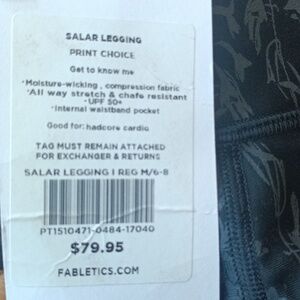 SALAR LEGGING
PRINT CHOICE
Get to know me
·Moisture-wicking , compression fabric
·All way stretch & chafe resistant
·UPF 50+
·Internal waistband pocket
Good for: hadcore cardio
TAG MUST REMAIN ATTACHED
FOR EXCHANGER & RETURNS
SALAR LEGGING I REG M/6-8
PT1510471-0484-17040
$79.95
FABLETICS.COM